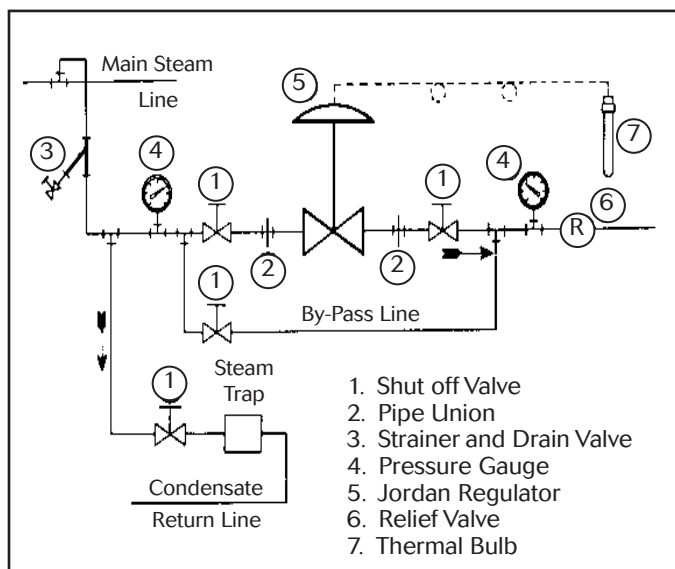 Main Steam
Line
5
7
3
4
1
4
6
R
1
2
2
1
By-Pass Line
Steam
Trap
1
Condensate
Return Line
1. Shut off Valve
2. Pipe Union
3. Strainer and Drain Valve
4. Pressure Gauge
5. Jordan Regulator
6. Relief Valve
7. Thermal Bulb